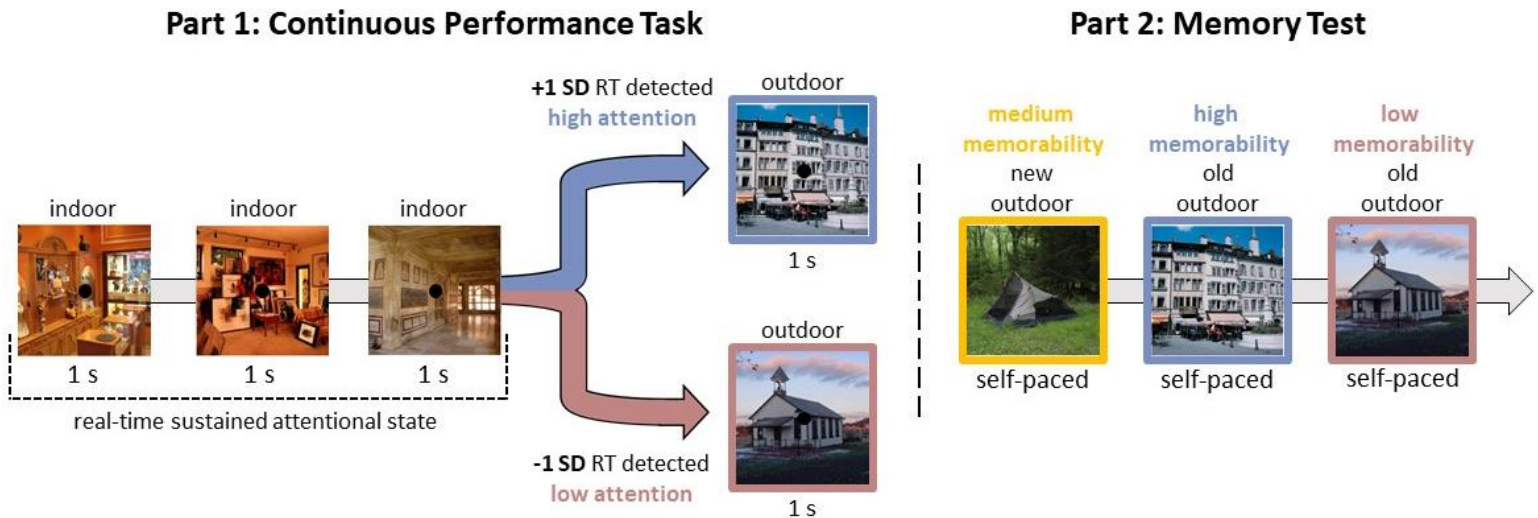 Part 1: Continuous Performance Task
+1 SD RT detected
high attention
outdoor
1 s
indoor
indoor
indoor
1 s
1 s
1 s
real-time sustained attentional state
outdoor
-1 SD RT detected
low attention
1 s
Part 2: Memory Test
medium
memorability
new
outdoor
self-paced
high
memorability
old
outdoor
self-paced
low
memorability
old
outdoor
self-paced